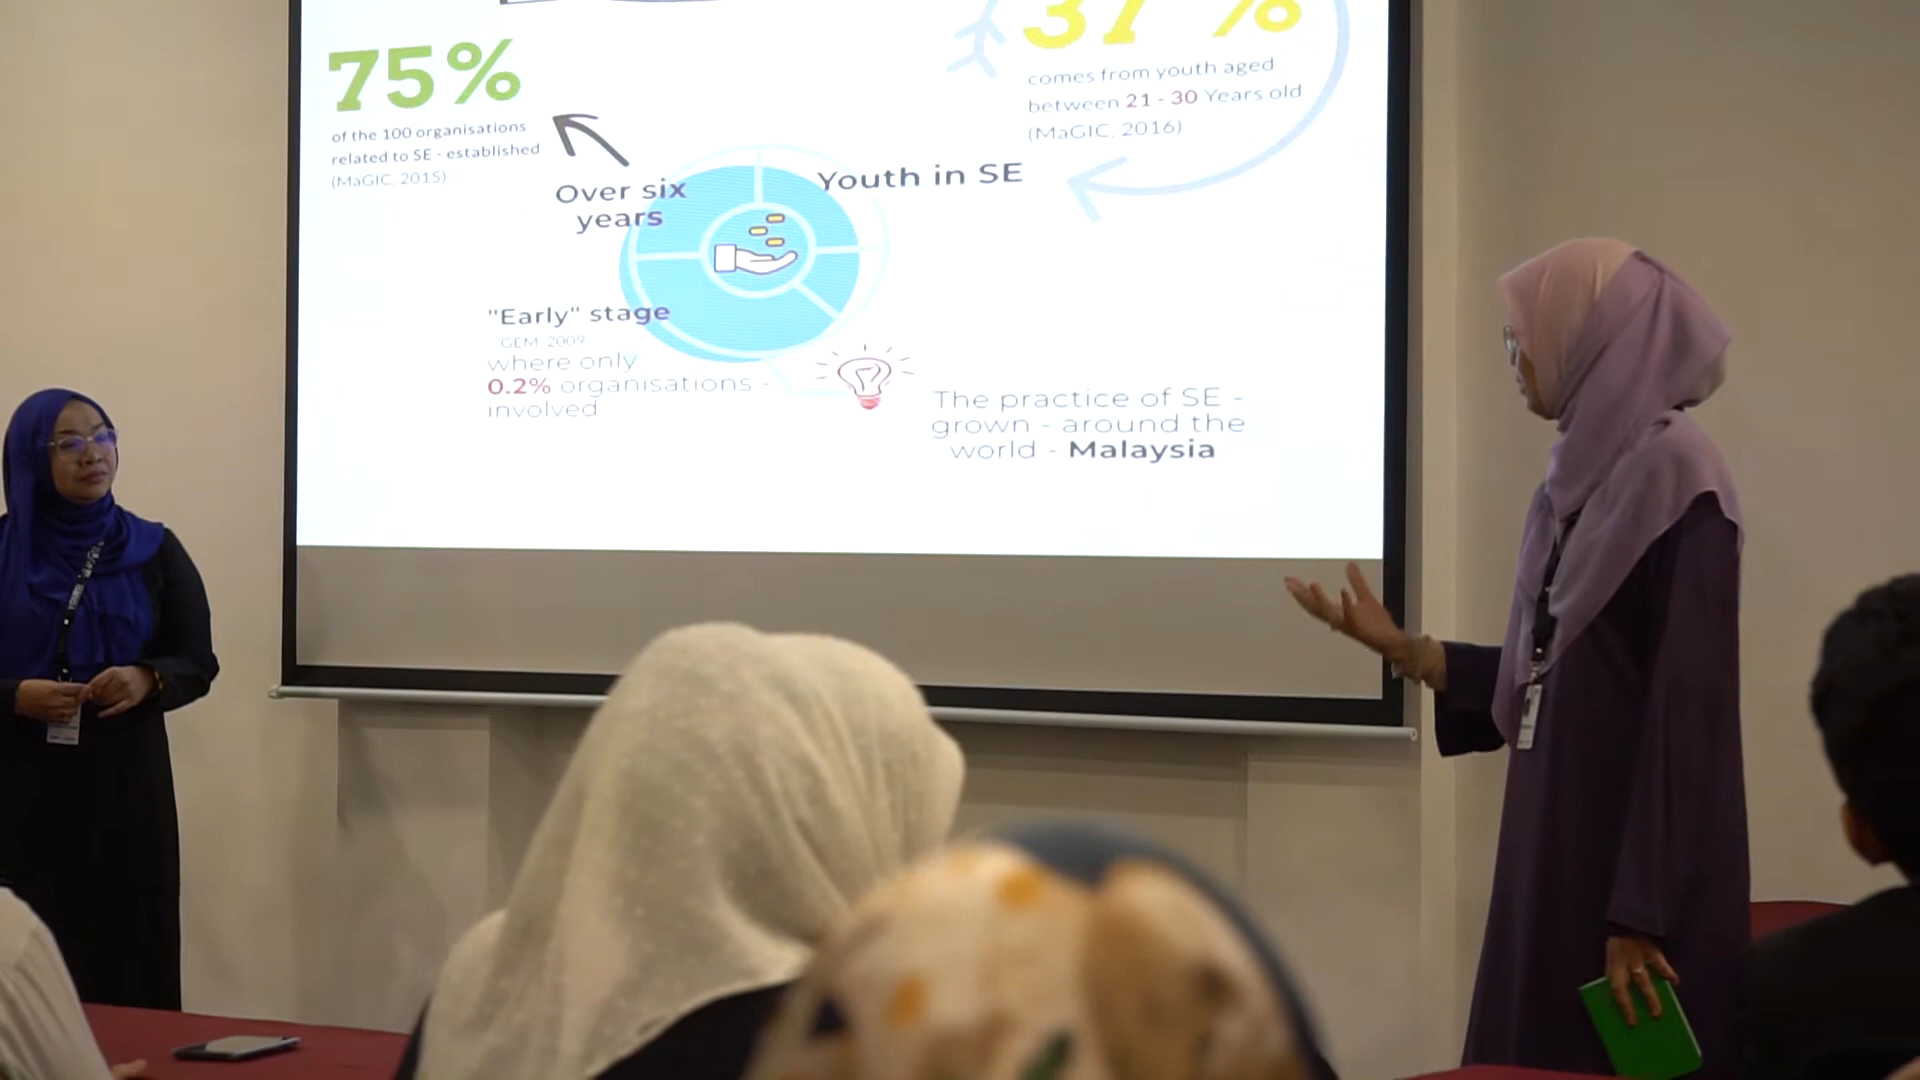 75%
of the 100 organisations
related to SE - established
(MaGIC, 2015)
37%
comes from youth aged
between 21 - 30 Years old
(MaGIC, 2016)
Over six
years
Youth in SE
"Early" stage
GEM, 2009
where only
0.2% organisations -
involved
The practice of SE -
grown - around the
world - Malaysia